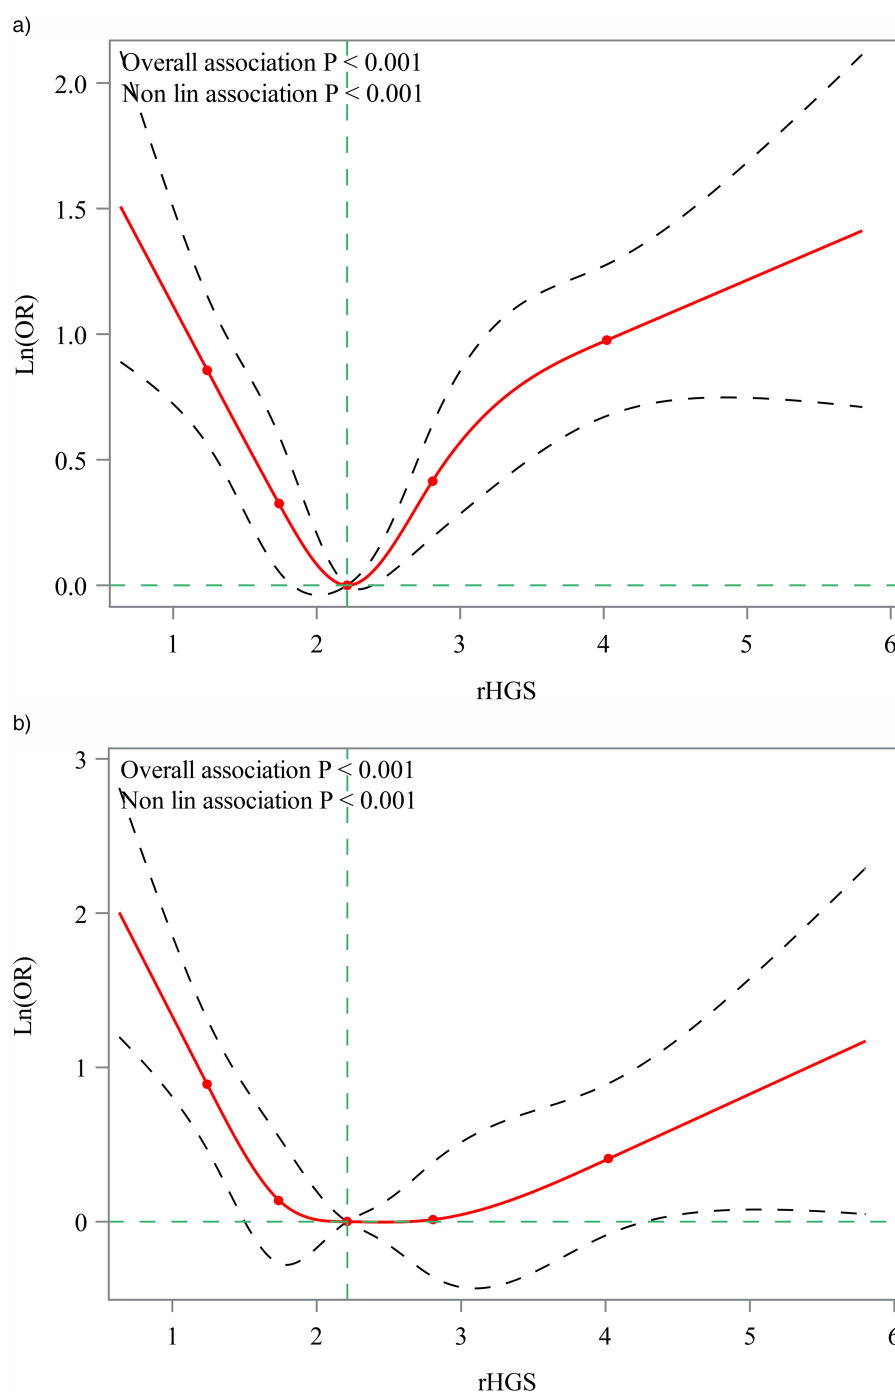 a)
Overall association P < 0.001
Non lin association P < 0.001
2.0
1.5
1.0
0.5
0.0
Ln(OR)
1 2 3 4 5 6
rHGS
b)
Overall association P < 0.001
Non lin association P < 0.001
3
2
1
0
Ln(OR)
1 2 3 4 5 6
rHGS